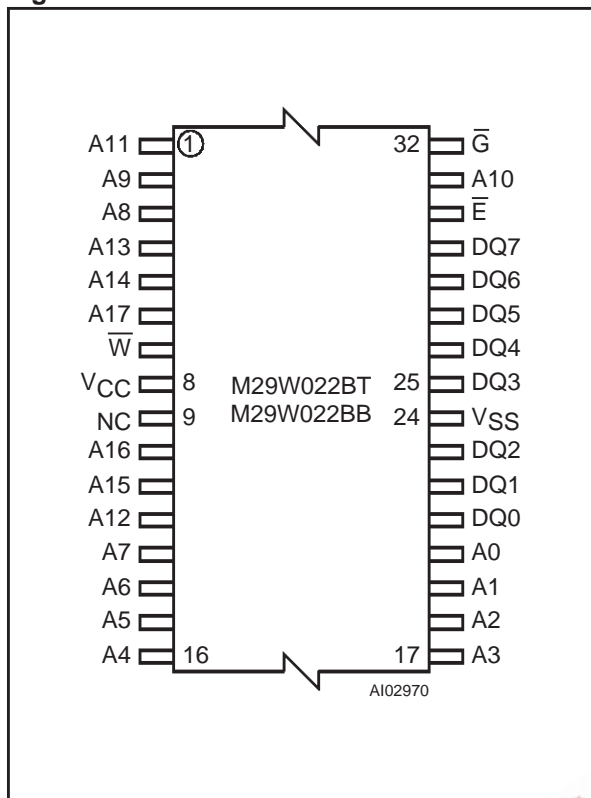 A11 1 32 G̅
A9 A10
A8 E̅
A13 DQ7
A14 DQ6
A17 DQ5
W̅ DQ4
VCC 8 M29W022BT 25 DQ3
NC 9 M29W022BB 24 VSS
A16 DQ2
A15 DQ1
A12 DQ0
A7 A0
A6 A1
A5 A2
A4 16 17 A3
AI02970